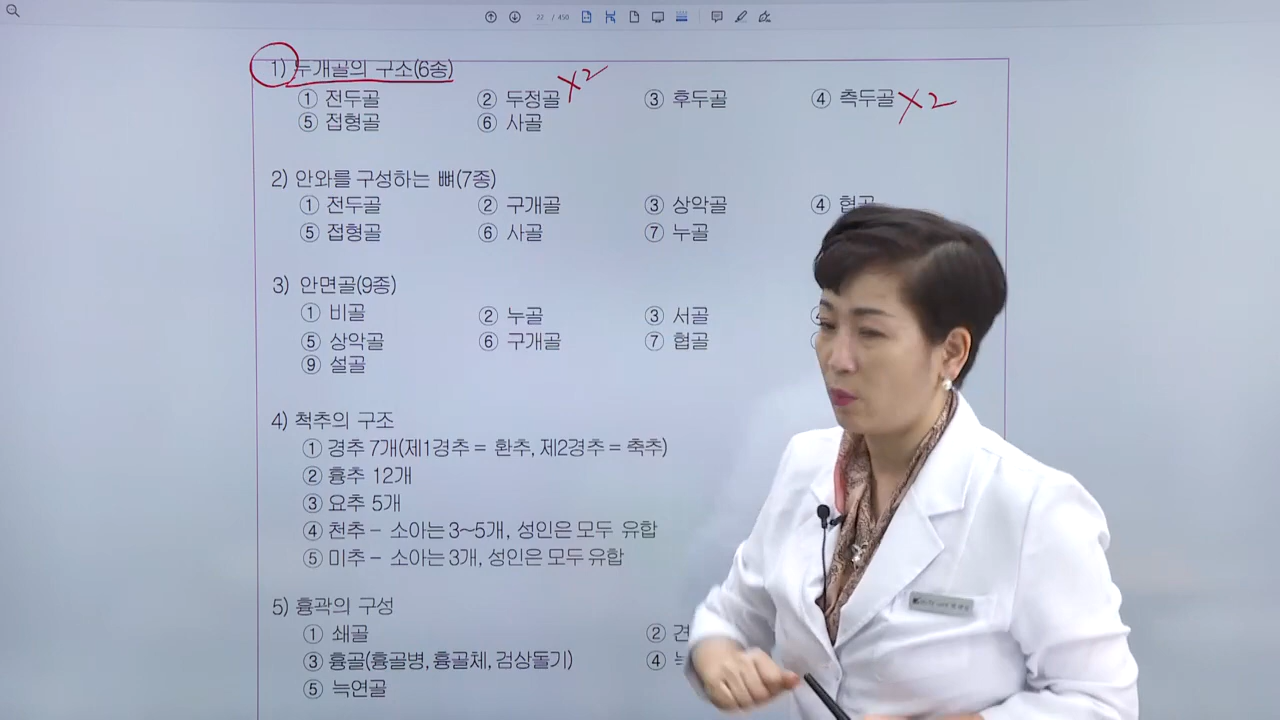 22 / 450
1) 두개골의 구소(6종)
① 전두골 ② 두정골 X2 ③ 후두골 ④ 측두골 X2
⑤ 접형골 ⑥ 사골
2) 안와를 구성하는 뼈(7종)
① 전두골 ② 구개골 ③ 상악골 ④ 협골
⑤ 접형골 ⑥ 사골 ⑦ 누골
3) 안면골(9종)
① 비골 ② 누골 ③ 서골
⑤ 상악골 ⑥ 구개골 ⑦ 협골
⑨ 설골
4) 척추의 구조
① 경추 7개(제1경추 = 환추, 제2경추 = 축추)
② 흉추 12개
③ 요추 5개
④ 천추 - 소아는 3~5개, 성인은 모두 유합
⑤ 미추 - 소아는 3개, 성인은 모두 유합
5) 흉곽의 구성
① 쇄골 ② 견
③ 흉골(흉골병, 흉골체, 검상돌기) ④
⑤ 늑연골